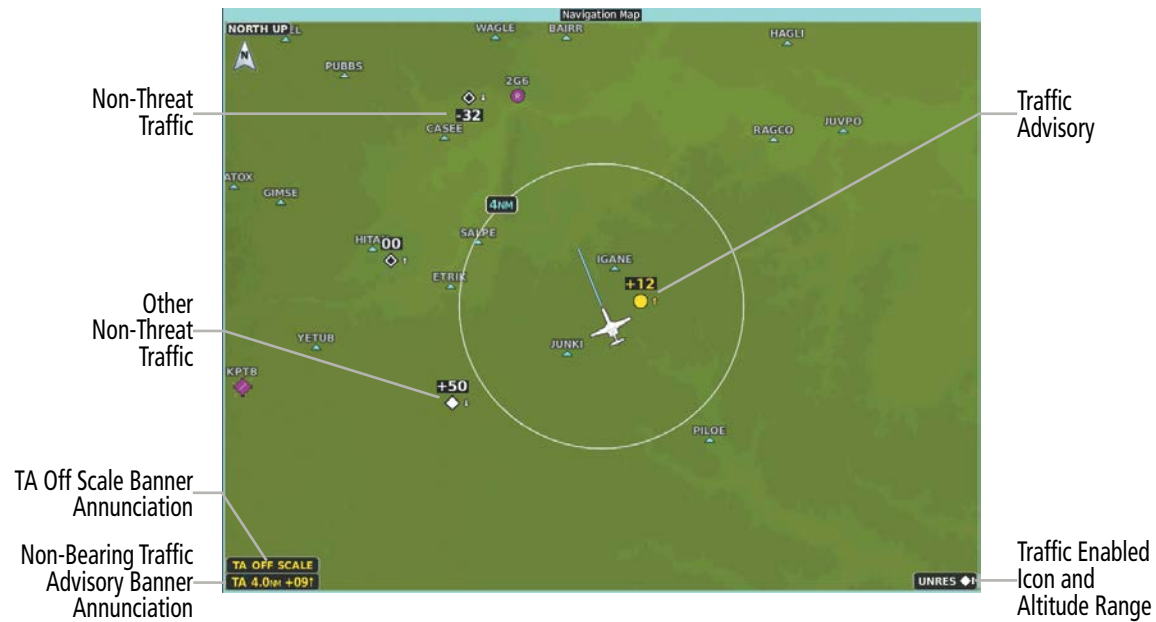 Navigation Map
NORTH UP
EL
WAGLE
BAIRR
HAGLI
N
PUBBS
2G6
Non-Threat
Traffic
-32
CASEE
RAGCO
JUVPO
Traffic
Advisory
ATOX
GIMSE
4NM
SALPE
HITA
00
IGANE
ETRIK
+12
Other
Non-Threat
Traffic
YETUB
JUNKI
KPTB
+50
PILOE
TA Off Scale Banner
Annunciation
Non-Bearing Traffic
Advisory Banner
Annunciation
TA OFF SCALE
TA 4.0NM +09↑
UNRES
Traffic Enabled
Icon and
Altitude Range